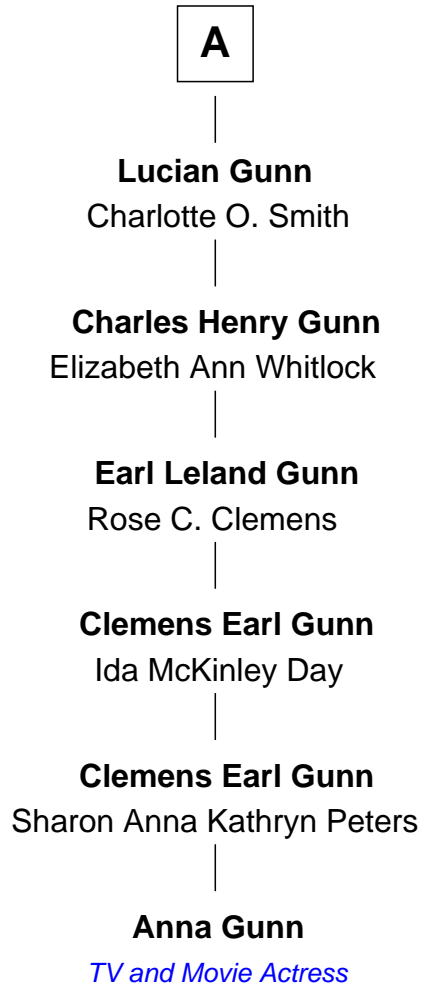 A
Lucian Gunn
Charlotte O. Smith
Charles Henry Gunn
Elizabeth Ann Whitlock
Earl Leland Gunn
Rose C. Clemens
Clemens Earl Gunn
Ida McKinley Day
Clemens Earl Gunn
Sharon Anna Kathryn Peters
Anna Gunn
TV and Movie Actress